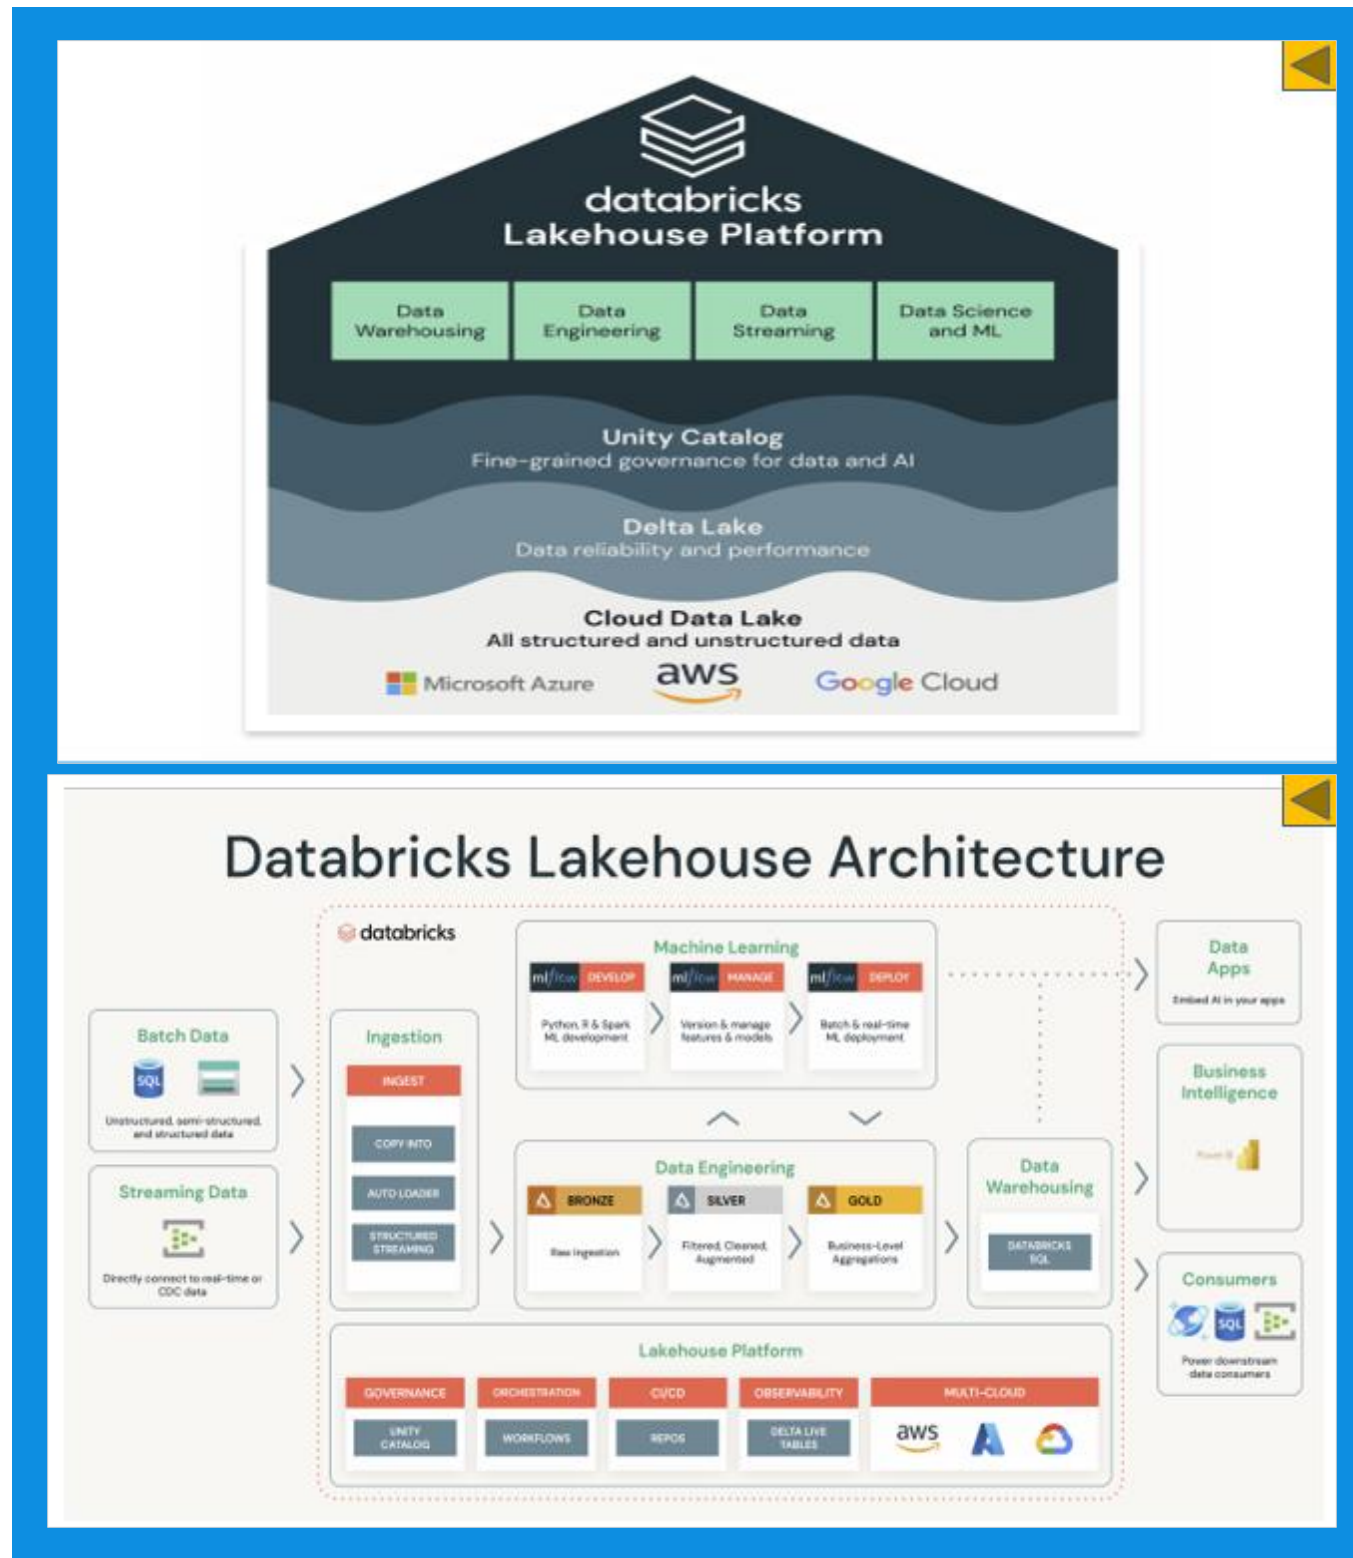 databricks
Lakehouse Platform
Data
Warehousing
Data
Engineering
Data
Streaming
Data Science
and ML
Unity Catalog
Fine-grained governance for data and AI
Delta Lake
Data reliability and performance
Cloud Data Lake
All structured and unstructured data
Microsoft Azure
aws
Google Cloud
Databricks Lakehouse Architecture
databricks
Batch Data
SQL
Unstructured, semi-structured,
and structured data
Streaming Data
Directly connect to real-time or
CDC data
Ingestion
INGEST
COPY INTO
AUTO LOADER
STRUCTURED
STREAMING
Machine Learning
mlflow DEVELOP
Python, R & Spark
ML development
mlflow MANAGE
Version & manage
features & models
mlflow DEPLOY
Batch & real-time
ML deployment
Data Engineering
BRONZE
Raw Ingestion
SILVER
Filtered, Cleaned,
Augmented
GOLD
Business-Level
Aggregations
Data
Warehousing
DATABRICKS
SQL
Data
Apps
Embed AI in your apps
Business
Intelligence
Power BI
Consumers
SQL
Power downstream
data consumers
Lakehouse Platform
GOVERNANCE
UNITY
CATALOG
ORCHESTRATION
WORKFLOWS
CI/CD
REPOS
OBSERVABILITY
DELTA LIVE
TABLES
MULTI-CLOUD
aws